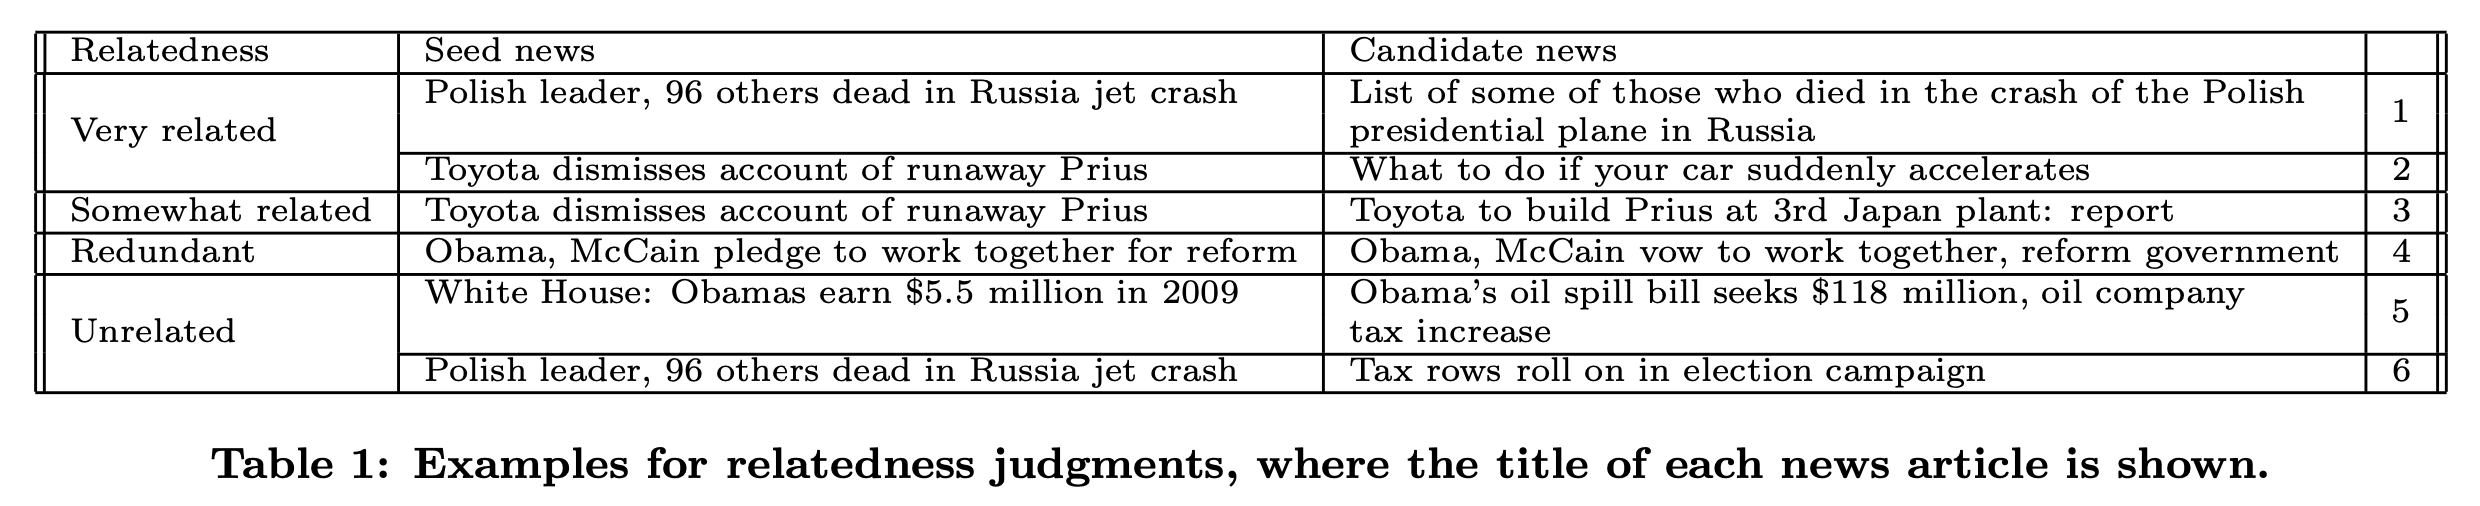 Relatedness Seed news Candidate news
Very related Polish leader, 96 others dead in Russia jet crash List of some of those who died in the crash of the Polish
presidential plane in Russia 1
Toyota dismisses account of runaway Prius What to do if your car suddenly accelerates 2
Somewhat related Toyota dismisses account of runaway Prius Toyota to build Prius at 3rd Japan plant: report 3
Redundant Obama, McCain pledge to work together for reform Obama, McCain vow to work together, reform government 4
Unrelated White House: Obamas earn $5.5 million in 2009 Obama's oil spill bill seeks $118 million, oil company
tax increase 5
Polish leader, 96 others dead in Russia jet crash Tax rows roll on in election campaign 6
Table 1: Examples for relatedness judgments, where the title of each news article is shown.